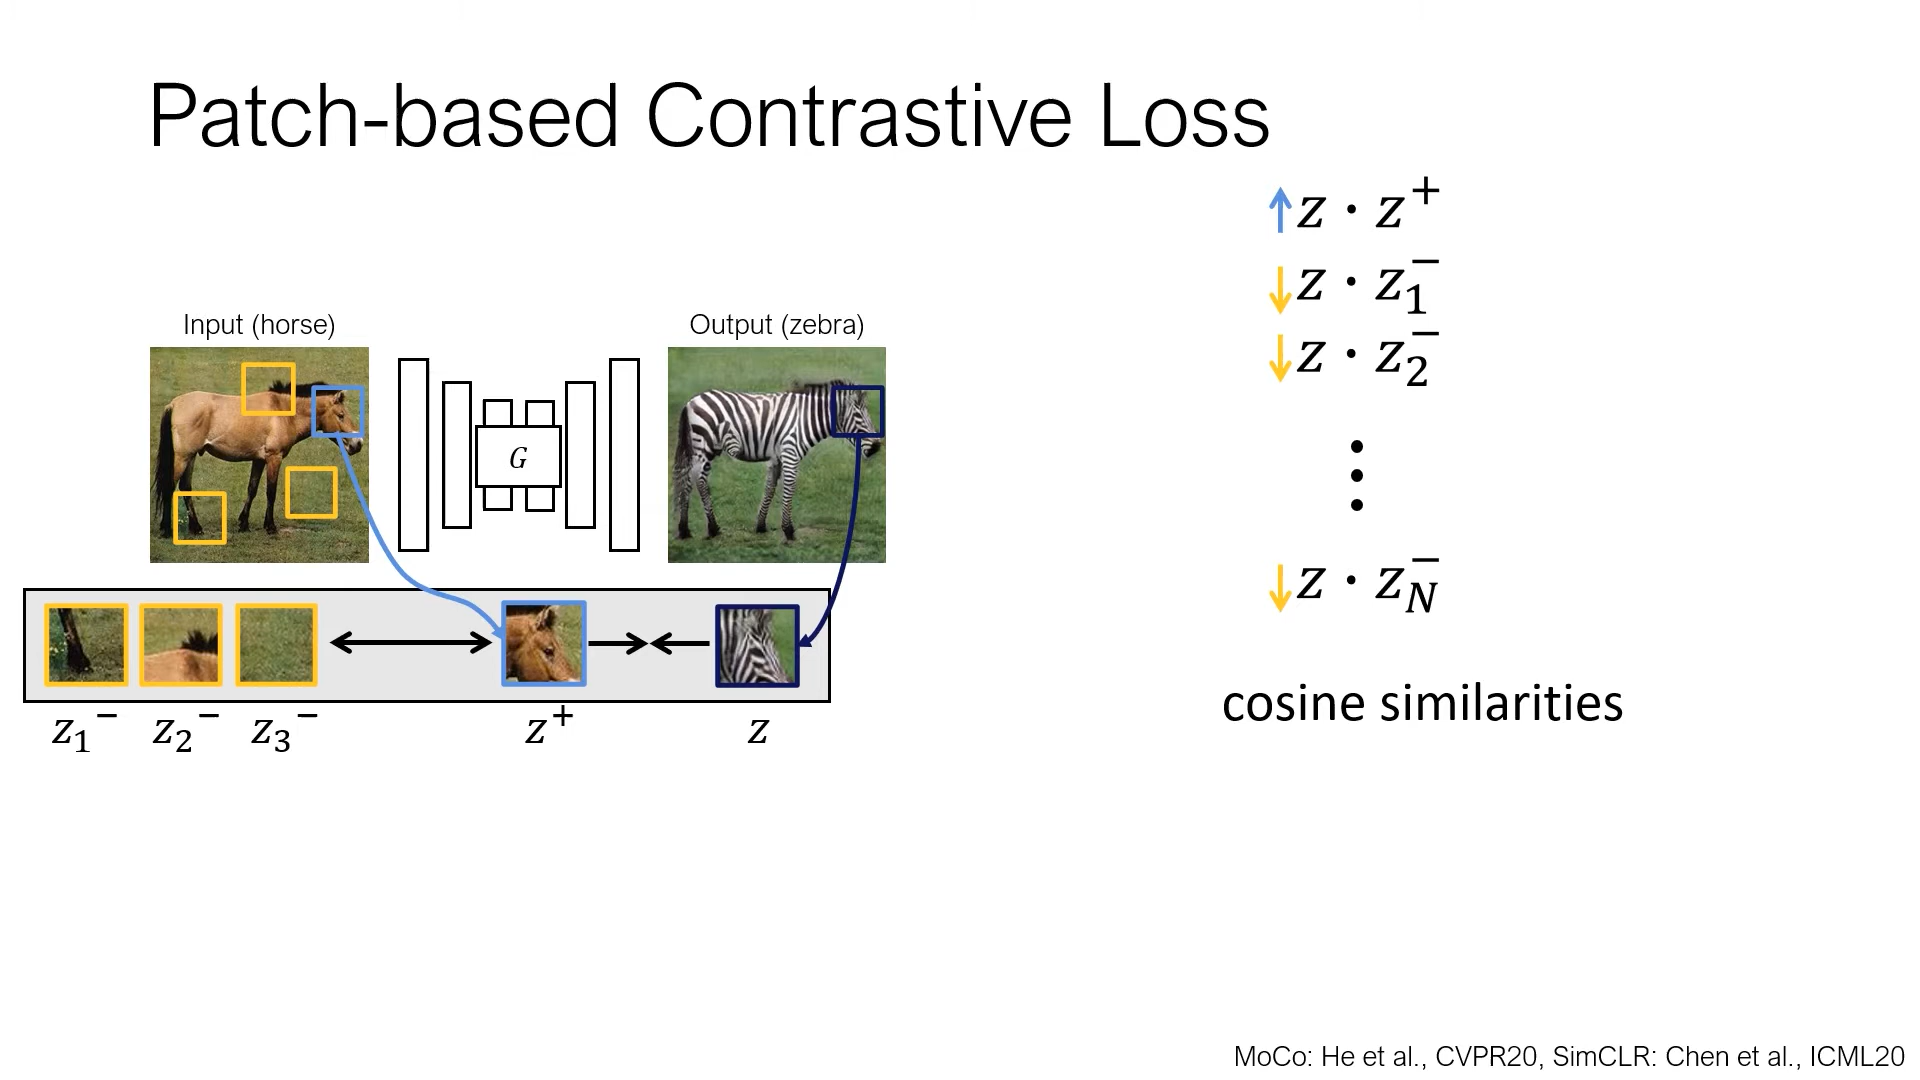 Patch-based Contrastive Loss
Input (horse)
Output (zebra)
G
z₁⁻ z₂⁻ z₃⁻ z⁺ z
↑ z · z⁺
↓ z · z₁⁻
↓ z · z₂⁻
⋮
↓ z · z_N⁻
cosine similarities
MoCo: He et al., CVPR20, SimCLR: Chen et al., ICML20